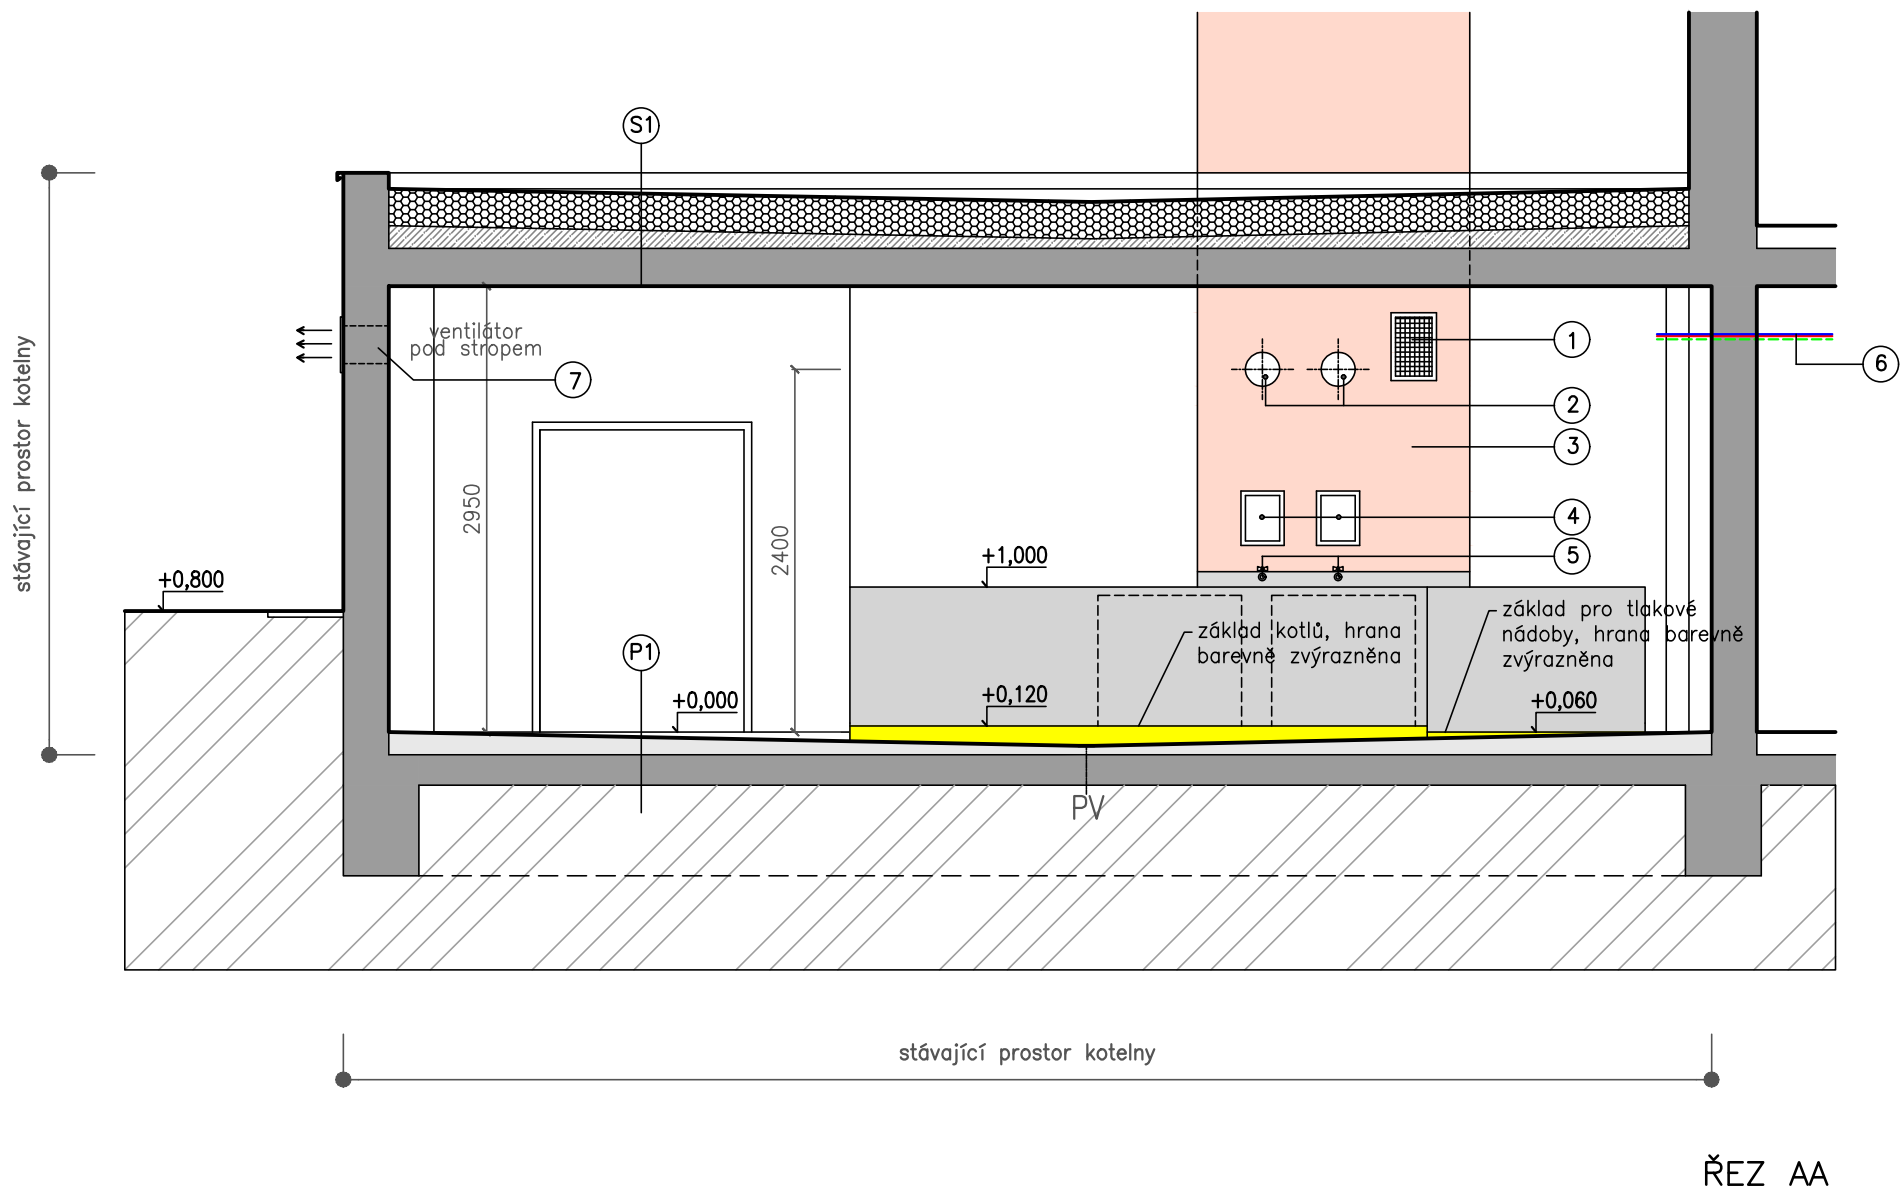 S1
ventilátor
pod stropem
7
1
2
3
4
5
6
2950
2400
stávající prostor kotelny
+0,800
+1,000
P1
+0,000
+0,120
+0,060
základ kotlů, hrana
barevně zvýrazněna
základ pro tlakové
nádoby, hrana barevně
zvýrazněna
PV
stávající prostor kotelny
ŘEZ AA